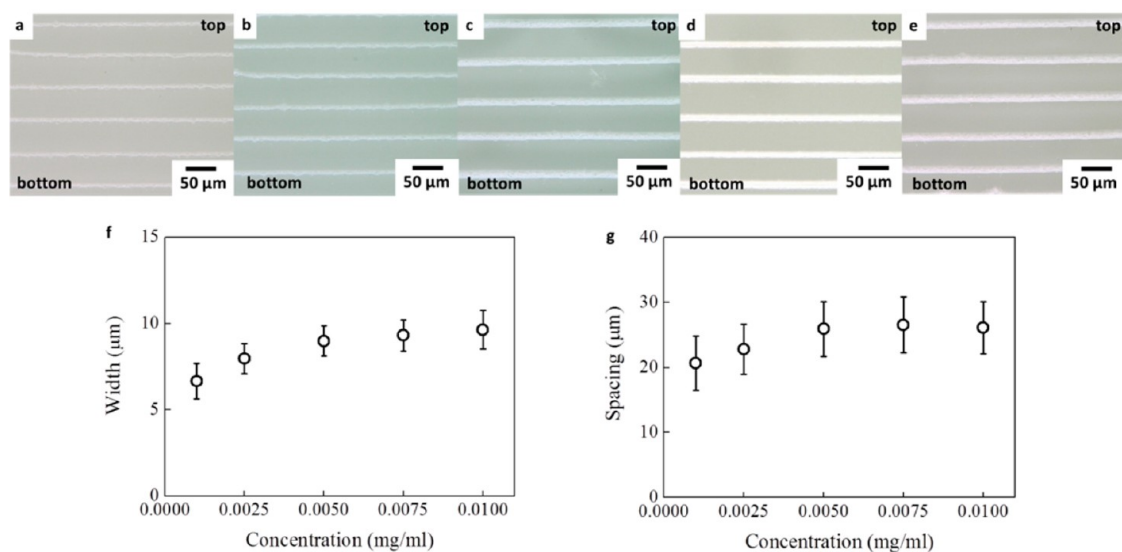 a top
bottom
50 μm
b top
bottom
50 μm
c top
50 μm
d top
bottom
50 μm
e top
bottom
50 μm
f
15
10
5
0
Width (μm)
0.0000 0.0025 0.0050 0.0075 0.0100
Concentration (mg/ml)
g
40
30
20
10
0
Spacing (μm)
0.0000 0.0025 0.0050 0.0075 0.0100
Concentration (mg/ml)